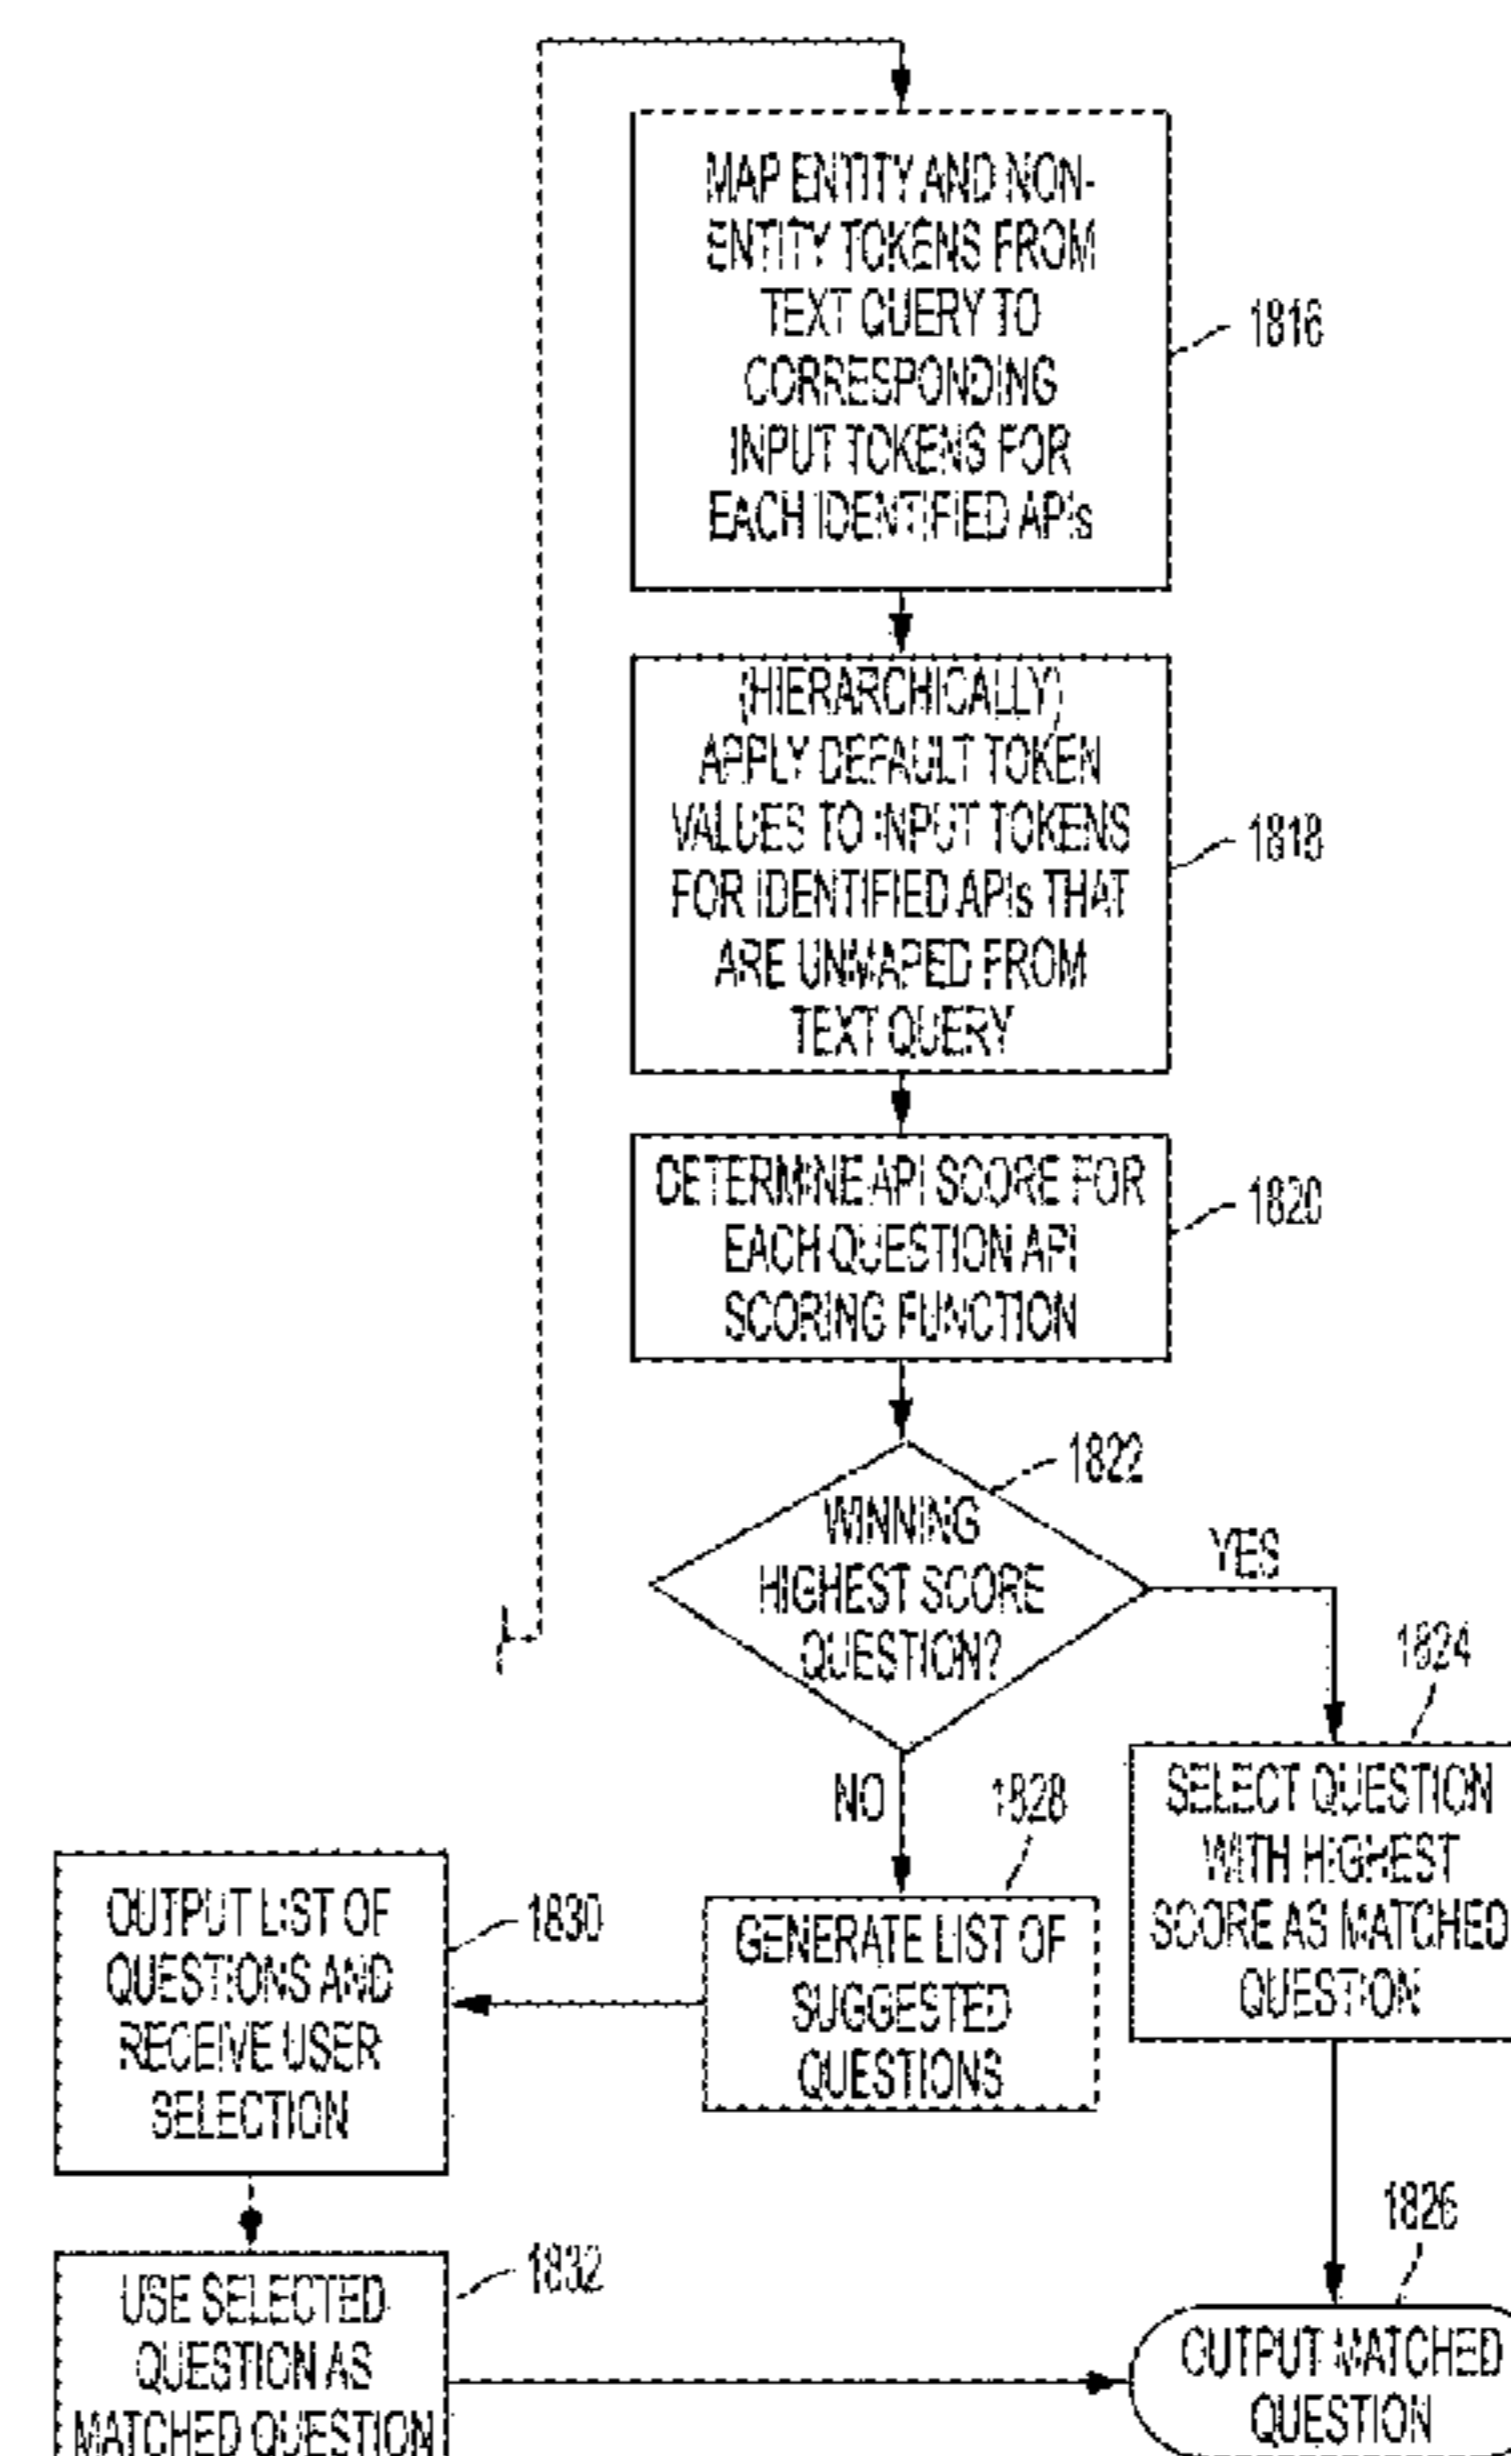 MAP ENTITY AND NON-
ENTITY TOKENS FROM
TEXT QUERY TO
CORRESPONDING
INPUT TOKENS FOR
EACH IDENTIFIED APIs
1816
(HIERARCHICALLY)
APPLY DEFAULT TOKEN
VALUES TO INPUT TOKENS
FOR IDENTIFIED APIs THAT
ARE UNMAPED FROM
TEXT QUERY
1818
DETERMINE API SCORE FOR
EACH QUESTION API
SCORING FUNCTION
1820
1822
WINNING
HIGHEST SCORE
QUESTION?
YES
NO
1824
SELECT QUESTION
WITH HIGHEST
SCORE AS MATCHED
QUESTION
1828
GENERATE LIST OF
SUGGESTED
QUESTIONS
OUTPUT LIST OF
QUESTIONS AND
RECEIVE USER
SELECTION
1830
USE SELECTED
QUESTION AS
MATCHED QUESTION
1832
1826
OUTPUT MATCHED
QUESTION